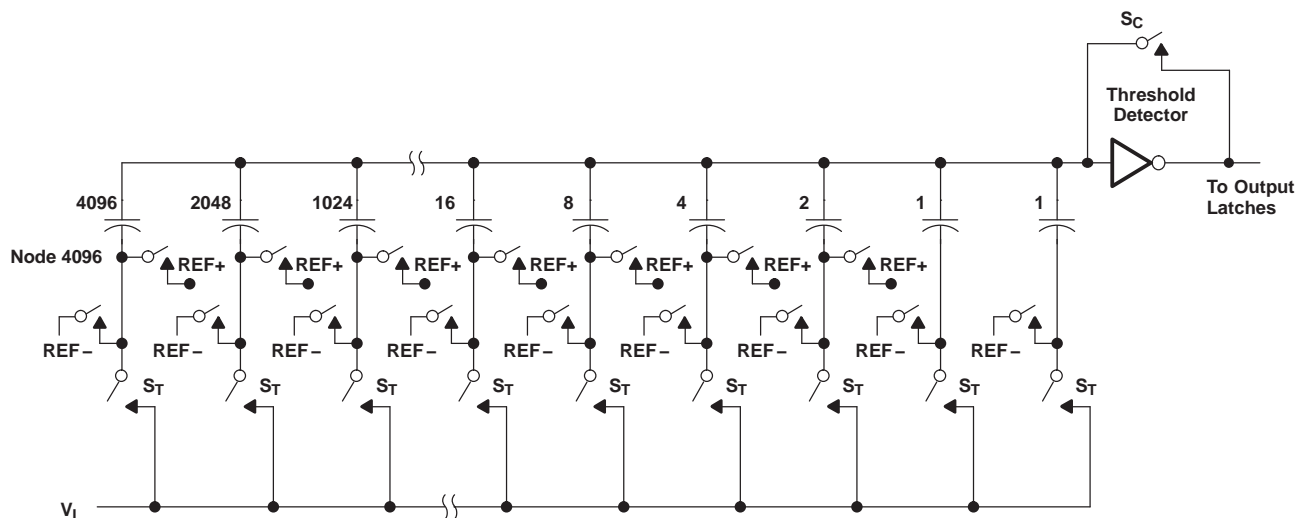 SC
Threshold
Detector
To Output
Latches
4096 2048 1024 16 8 4 2 1 1
Node 4096 REF+ REF+ REF+ REF+ REF+ REF+ REF+
REF− REF− REF− REF− REF− REF− REF− REF− REF−
ST ST ST ST ST ST ST ST ST
VI